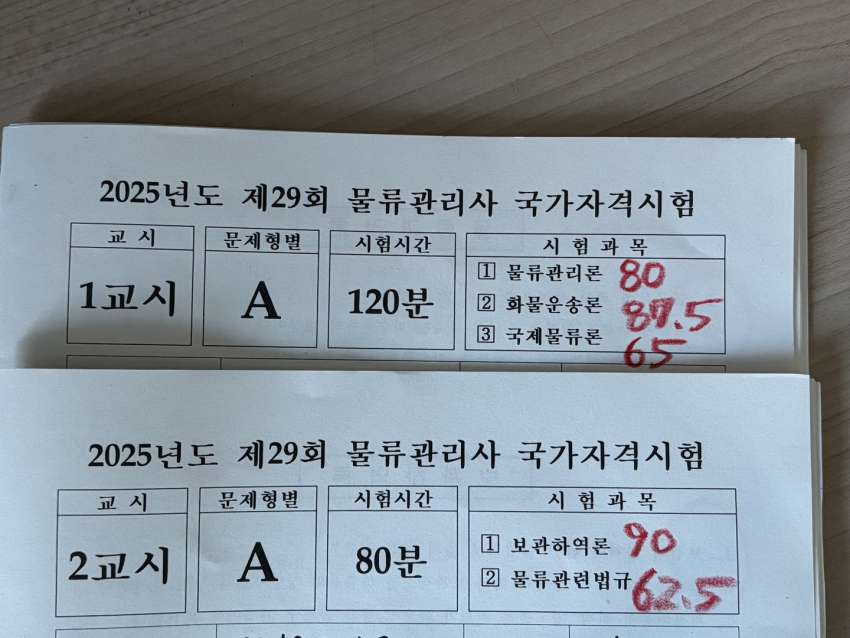 2025년도 제29회 물류관리사 국가자격시험
교 시 문제형별 시험시간 시 험 과 목
1교시 A 120분
1 물류관리론 80
2 화물운송론 87.5
3 국제물류론 65
2025년도 제29회 물류관리사 국가자격시험
교 시 문제형별 시험시간 시 험 과 목
2교시 A 80분
1 보관하역론 90
2 물류관련법규 62.5